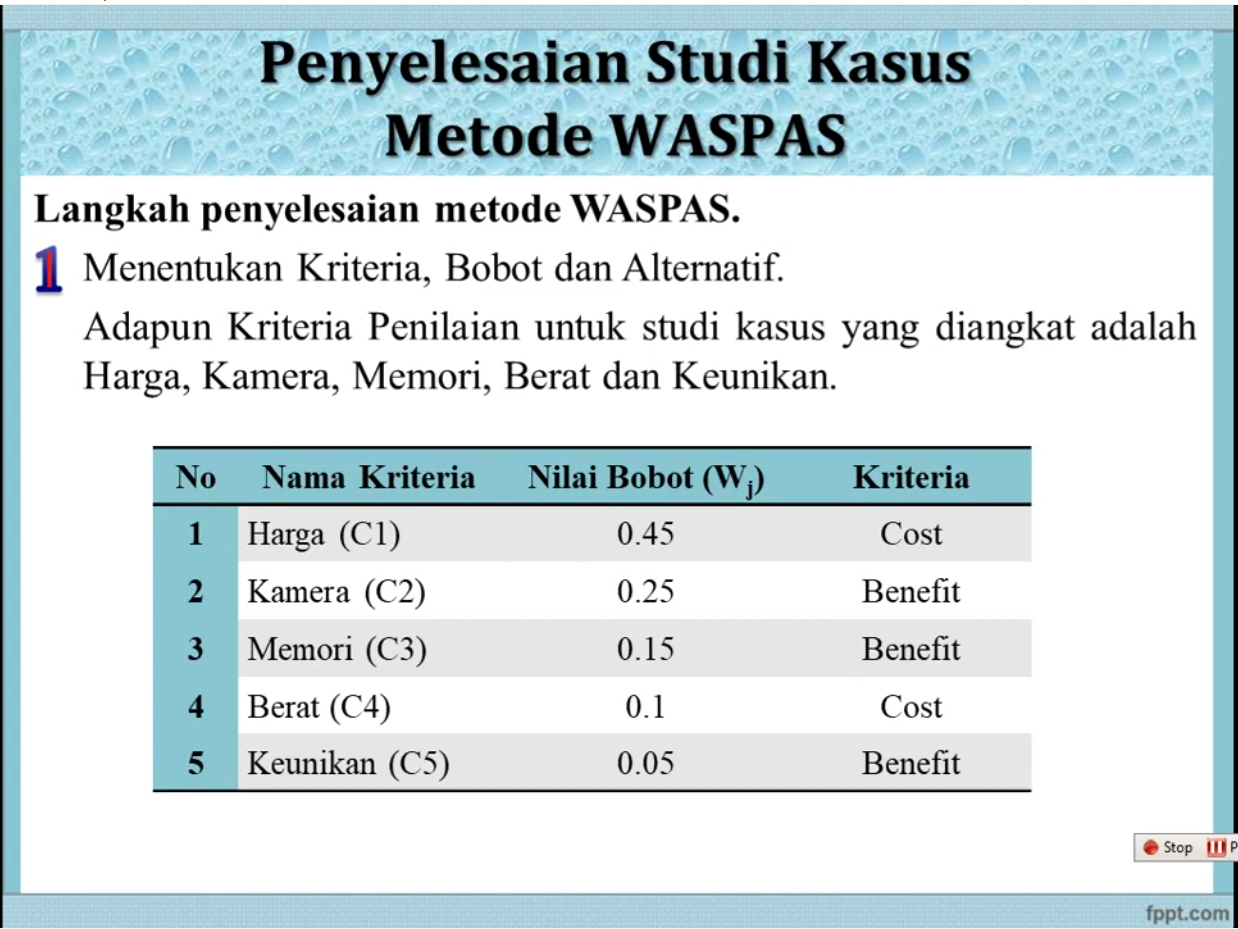 Penyelesaian Studi Kasus
Metode WASPAS
Langkah penyelesaian metode WASPAS.
1 Menentukan Kriteria, Bobot dan Alternatif.
Adapun Kriteria Penilaian untuk studi kasus yang diangkat adalah
Harga, Kamera, Memori, Berat dan Keunikan.
No Nama Kriteria Nilai Bobot (Wj) Kriteria
1 Harga (C1) 0.45 Cost
2 Kamera (C2) 0.25 Benefit
3 Memori (C3) 0.15 Benefit
4 Berat (C4) 0.1 Cost
5 Keunikan (C5) 0.05 Benefit
Stop P
fppt.com